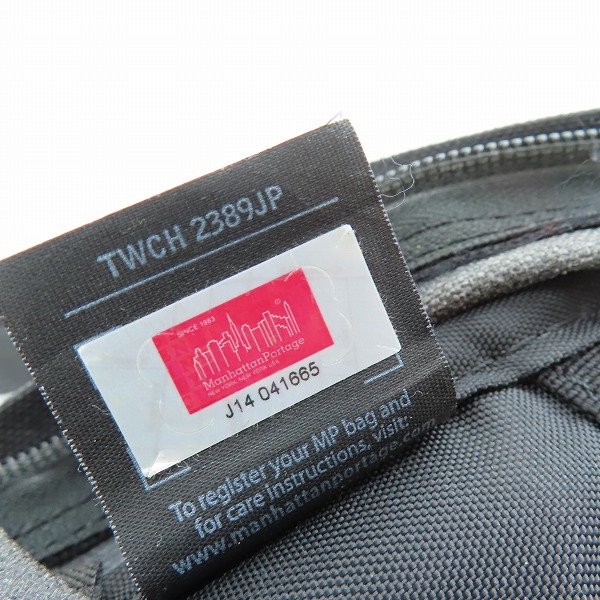 TWCH 2389JP
SINCE 1983
ManhattanPortage
NEW YORK, NEW YORK USA
J14 041665
To register your MP bag and
for care instructions, visit:
www.manhattanportage.com